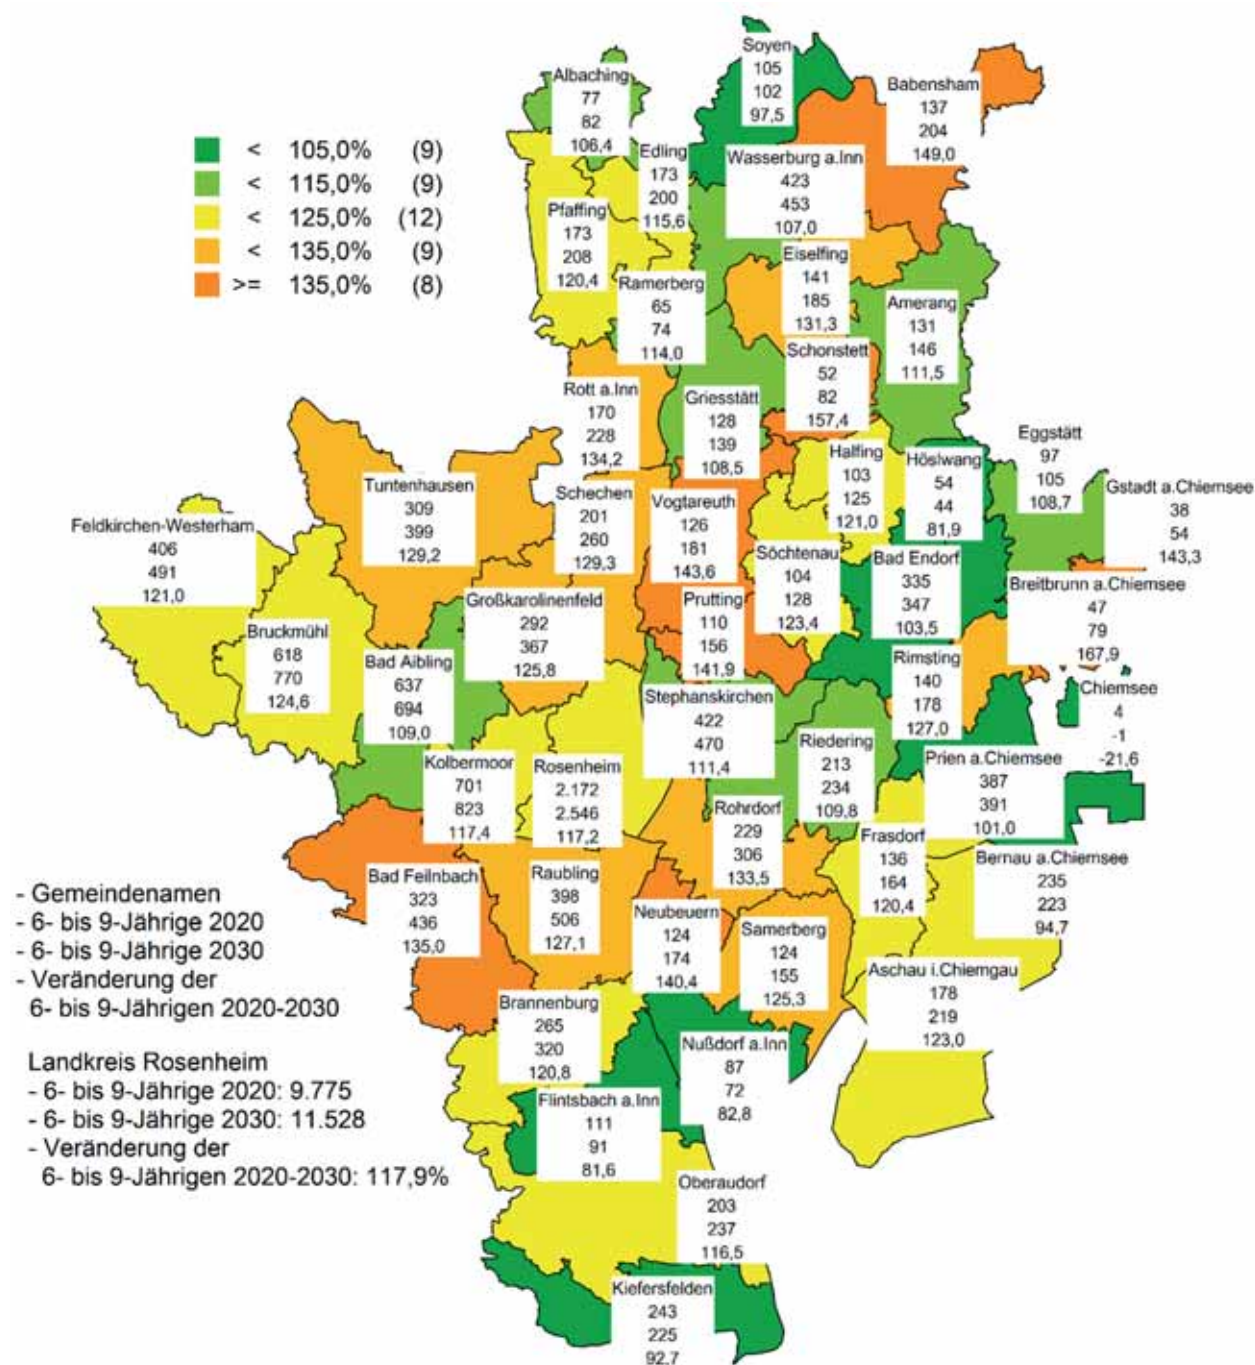 Soyen
105
102
97,5
Albaching
77
82
106,4
Babensham
137
204
149,0
< 105,0% (9)
< 115,0% (9)
< 125,0% (12)
< 135,0% (9)
>= 135,0% (8)
Edling
173
200
115,6
Wasserburg a.Inn
423
453
107,0
Pfaffing
173
208
120,4
Eiselfing
141
185
131,3
Ramerberg
65
74
114,0
Amerang
131
146
111,5
Schonstett
52
82
157,4
Rott a.Inn
170
228
134,2
Griesstätt
128
139
108,5
Eggstätt
97
105
108,7
Halfing
103
125
121,0
Höslwang
54
44
81,9
Gstadt a.Chiemsee
38
54
143,3
Tuntenhausen
309
399
129,2
Schechen
201
260
129,3
Vogtareuth
126
181
143,6
Feldkirchen-Westerham
406
491
121,0
Söchtenau
104
128
123,4
Bad Endorf
335
347
103,5
Breitbrunn a.Chiemsee
47
79
167,9
Großkarolinenfeld
292
367
125,8
Prutting
110
156
141,9
Bruckmühl
618
770
124,6
Bad Aibling
637
694
109,0
Rimsting
140
178
127,0
Stephanskirchen
422
470
111,4
Chiemsee
4
-1
-21,6
Riedering
213
234
109,8
Prien a.Chiemsee
387
391
101,0
Kolbermoor
701
823
117,4
Rosenheim
2.172
2.546
117,2
Rohrdorf
229
306
133,5
Frasdorf
136
164
120,4
Bernau a.Chiemsee
235
223
94,7
Bad Feilnbach
323
436
135,0
Raubling
398
506
127,1
Neubeuern
124
174
140,4
Samerberg
124
155
125,3
Aschau i.Chiemgau
178
219
123,0
- Gemeindenamen
- 6- bis 9-Jährige 2020
- 6- bis 9-Jährige 2030
- Veränderung der
6- bis 9-Jährigen 2020-2030
Brannenburg
265
320
120,8
Nußdorf a.Inn
87
72
82,8
Landkreis Rosenheim
- 6- bis 9-Jährige 2020: 9.775
- 6- bis 9-Jährige 2030: 11.528
- Veränderung der
6- bis 9-Jährigen 2020-2030: 117,9%
Flintsbach a.Inn
111
91
81,6
Oberaudorf
203
237
116,5
Kiefersfelden
243
225
92,7